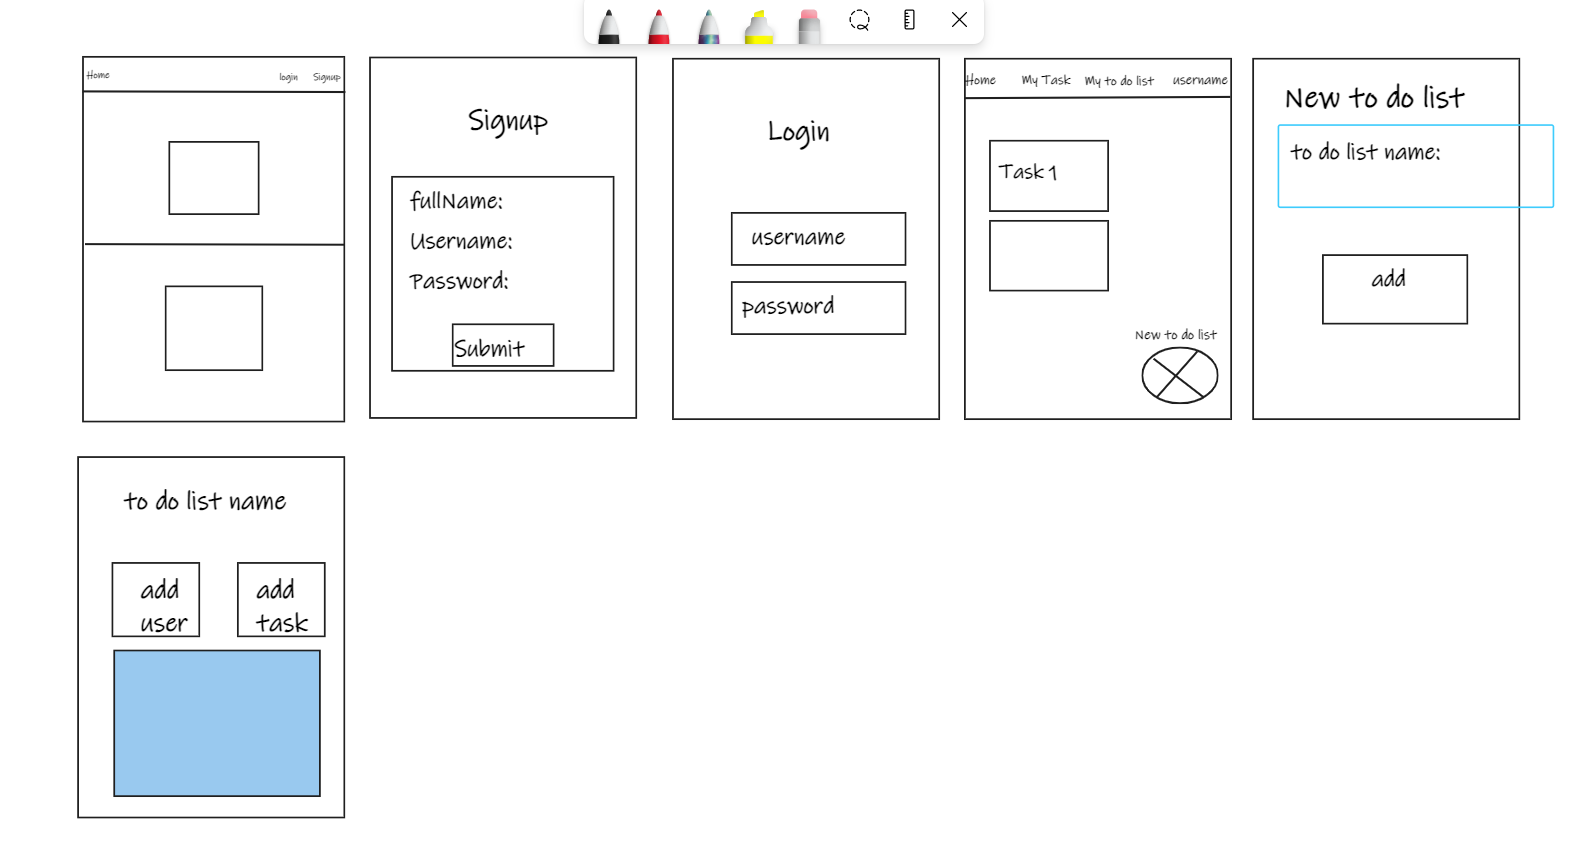 Home login Signup
Signup
fullName:
Username:
Password:
Submit
Login
username
password
Home My Task My to do list username
Task 1
New to do list
New to do list
to do list name:
add
to do list name
add
user
add
task